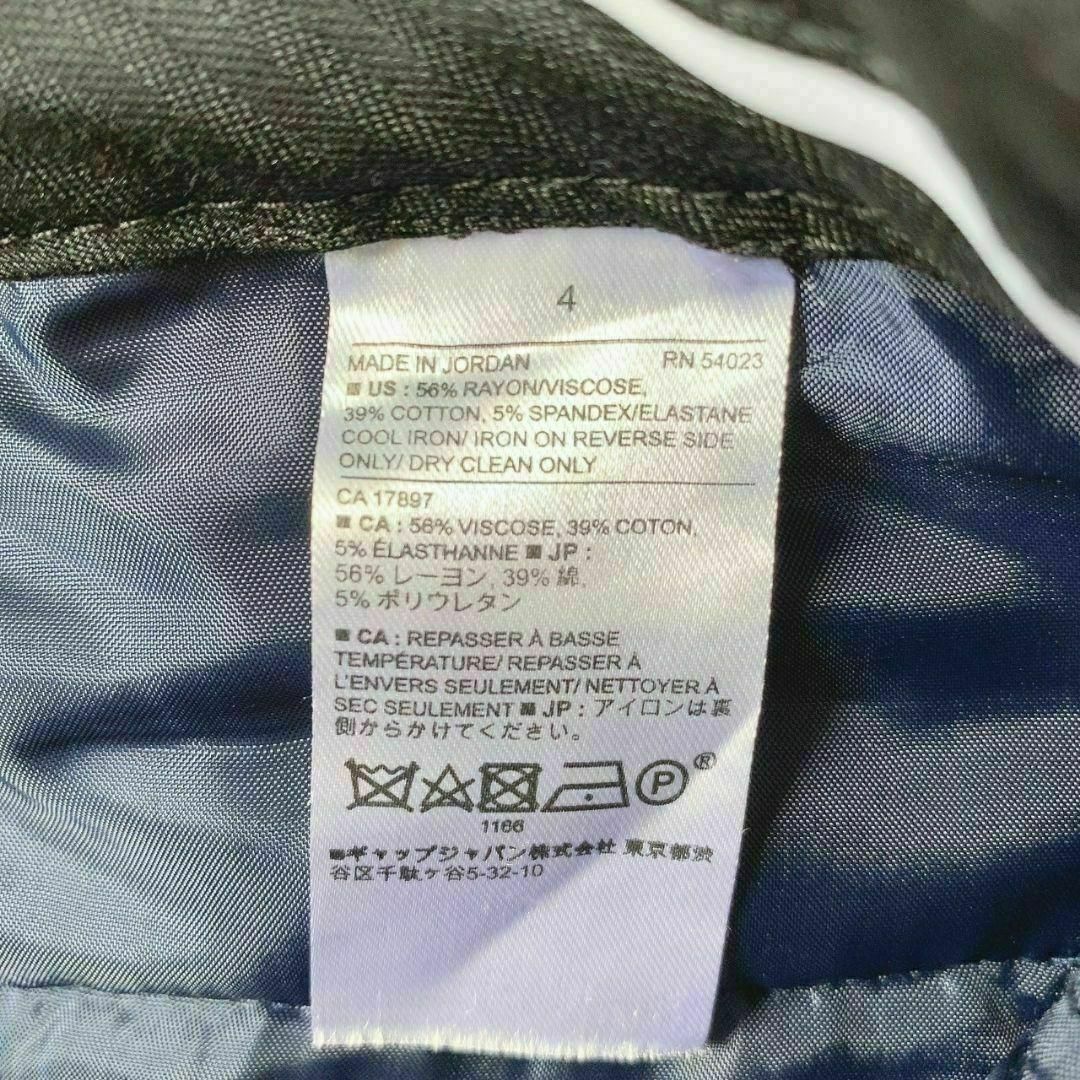 4
MADE IN JORDAN RN 54023
■ US : 56% RAYON/VISCOSE,
39% COTTON, 5% SPANDEX/ELASTANE
COOL IRON/ IRON ON REVERSE SIDE
ONLY/ DRY CLEAN ONLY
CA 17897
■ CA : 56% VISCOSE, 39% COTON,
5% ÉLASTHANNE ■ JP :
56% レーヨン, 39% 綿,
5% ポリウレタン
■ CA : REPASSER À BASSE
TEMPÉRATURE/ REPASSER À
L'ENVERS SEULEMENT/ NETTOYER À
SEC SEULEMENT ■ JP : アイロンは裏
側からかけてください。
P ®
1166
■ギャップジャパン株式会社 東京都渋
谷区千駄ヶ谷5-32-10